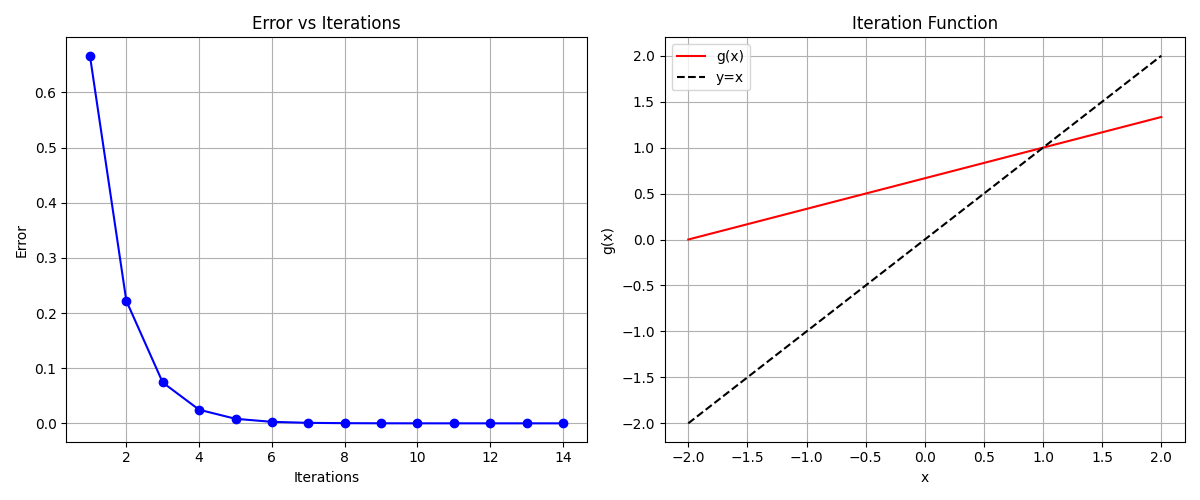 Error vs Iterations
Error
0.6
0.5
0.4
0.3
0.2
0.1
0.0
2 4 6 8 10 12 14
Iterations
Iteration Function
g(x)
y=x
g(x)
2.0
1.5
1.0
0.5
0.0
−0.5
−1.0
−1.5
−2.0
−2.0 −1.5 −1.0 −0.5 0.0 0.5 1.0 1.5 2.0
x